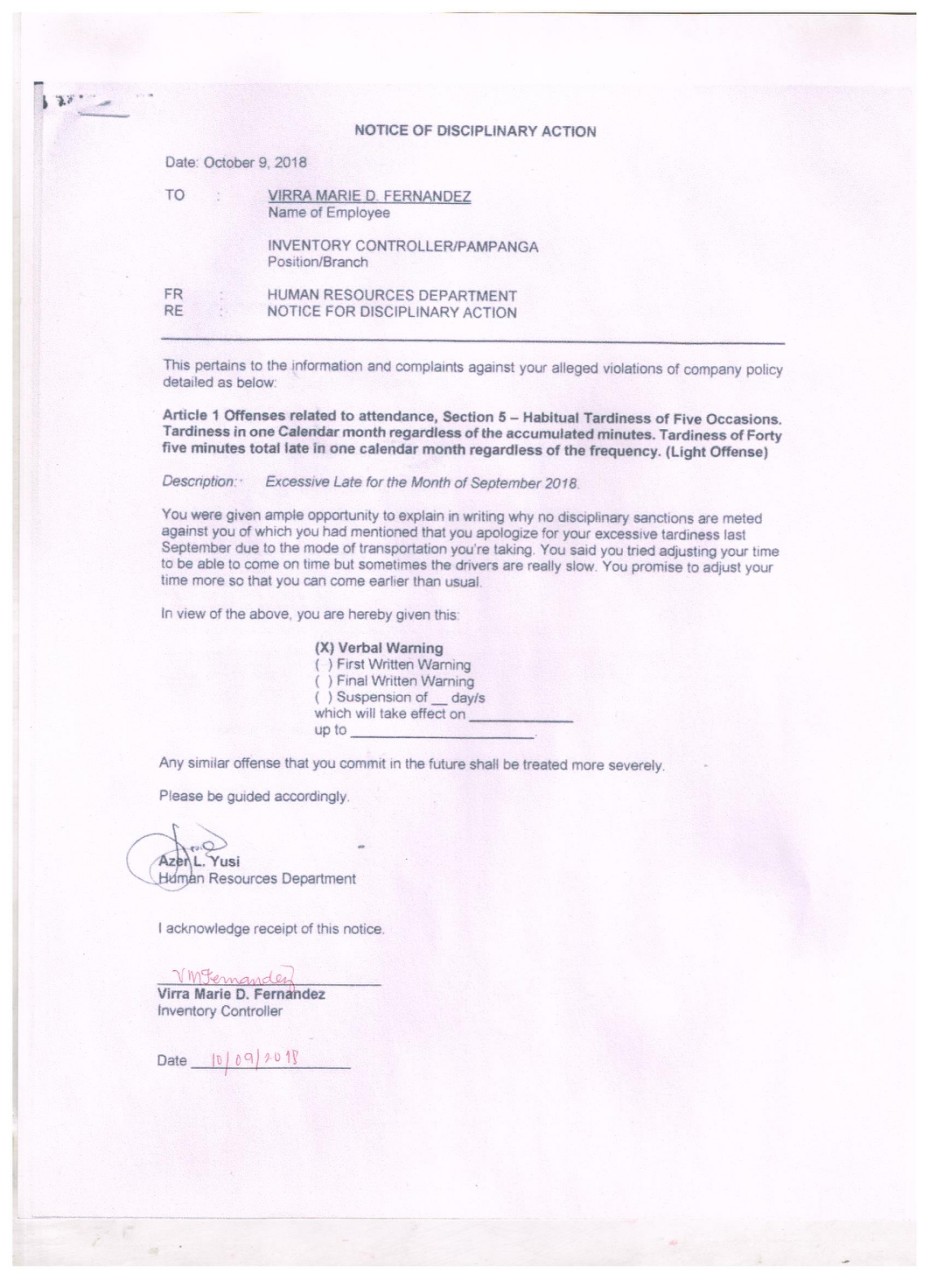 NOTICE OF DISCIPLINARY ACTION
Date: October 9, 2018
TO : VIRRA MARIE D. FERNANDEZ
Name of Employee
INVENTORY CONTROLLER/PAMPANGA
Position/Branch
FR : HUMAN RESOURCES DEPARTMENT
RE : NOTICE FOR DISCIPLINARY ACTION
This pertains to the information and complaints against your alleged violations of company policy
detailed as below:
Article 1 Offenses related to attendance, Section 5 – Habitual Tardiness of Five Occasions.
Tardiness in one Calendar month regardless of the accumulated minutes. Tardiness of Forty
five minutes total late in one calendar month regardless of the frequency. (Light Offense)
Description: Excessive Late for the Month of September 2018.
You were given ample opportunity to explain in writing why no disciplinary sanctions are meted
against you of which you had mentioned that you apologize for your excessive tardiness last
September due to the mode of transportation you're taking. You said you tried adjusting your time
to be able to come on time but sometimes the drivers are really slow. You promise to adjust your
time more so that you can come earlier than usual.
In view of the above, you are hereby given this:
(X) Verbal Warning
( ) First Written Warning
( ) Final Written Warning
( ) Suspension of __ day/s
which will take effect on ____________
up to _____________________.
Any similar offense that you commit in the future shall be treated more severely.
Please be guided accordingly.
Azer L. Yusi
Human Resources Department
I acknowledge receipt of this notice.
VMFernandez
Virra Marie D. Fernandez
Inventory Controller
Date 10/09/2018